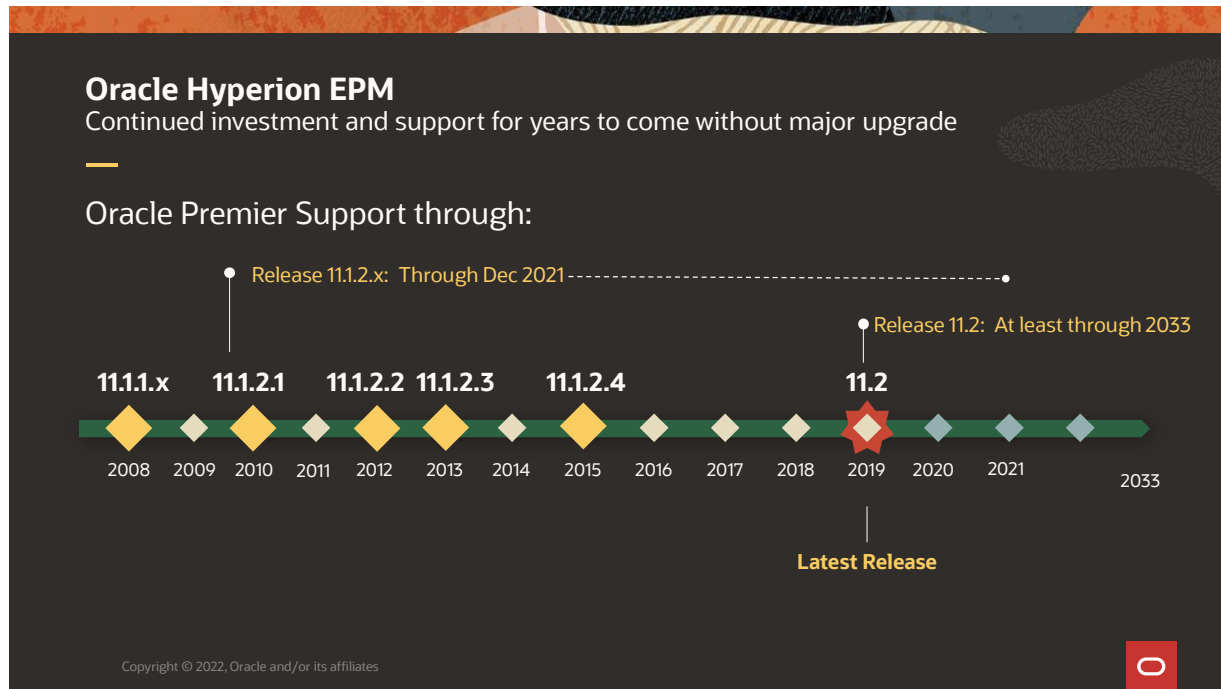 Oracle Hyperion EPM
Continued investment and support for years to come without major upgrade
Oracle Premier Support through:
Release 11.1.2.x: Through Dec 2021
Release 11.2: At least through 2033
11.1.1.x 11.1.2.1 11.1.2.2 11.1.2.3 11.1.2.4 11.2
2008 2009 2010 2011 2012 2013 2014 2015 2016 2017 2018 2019 2020 2021 2033
Latest Release
Copyright © 2022, Oracle and/or its affiliates